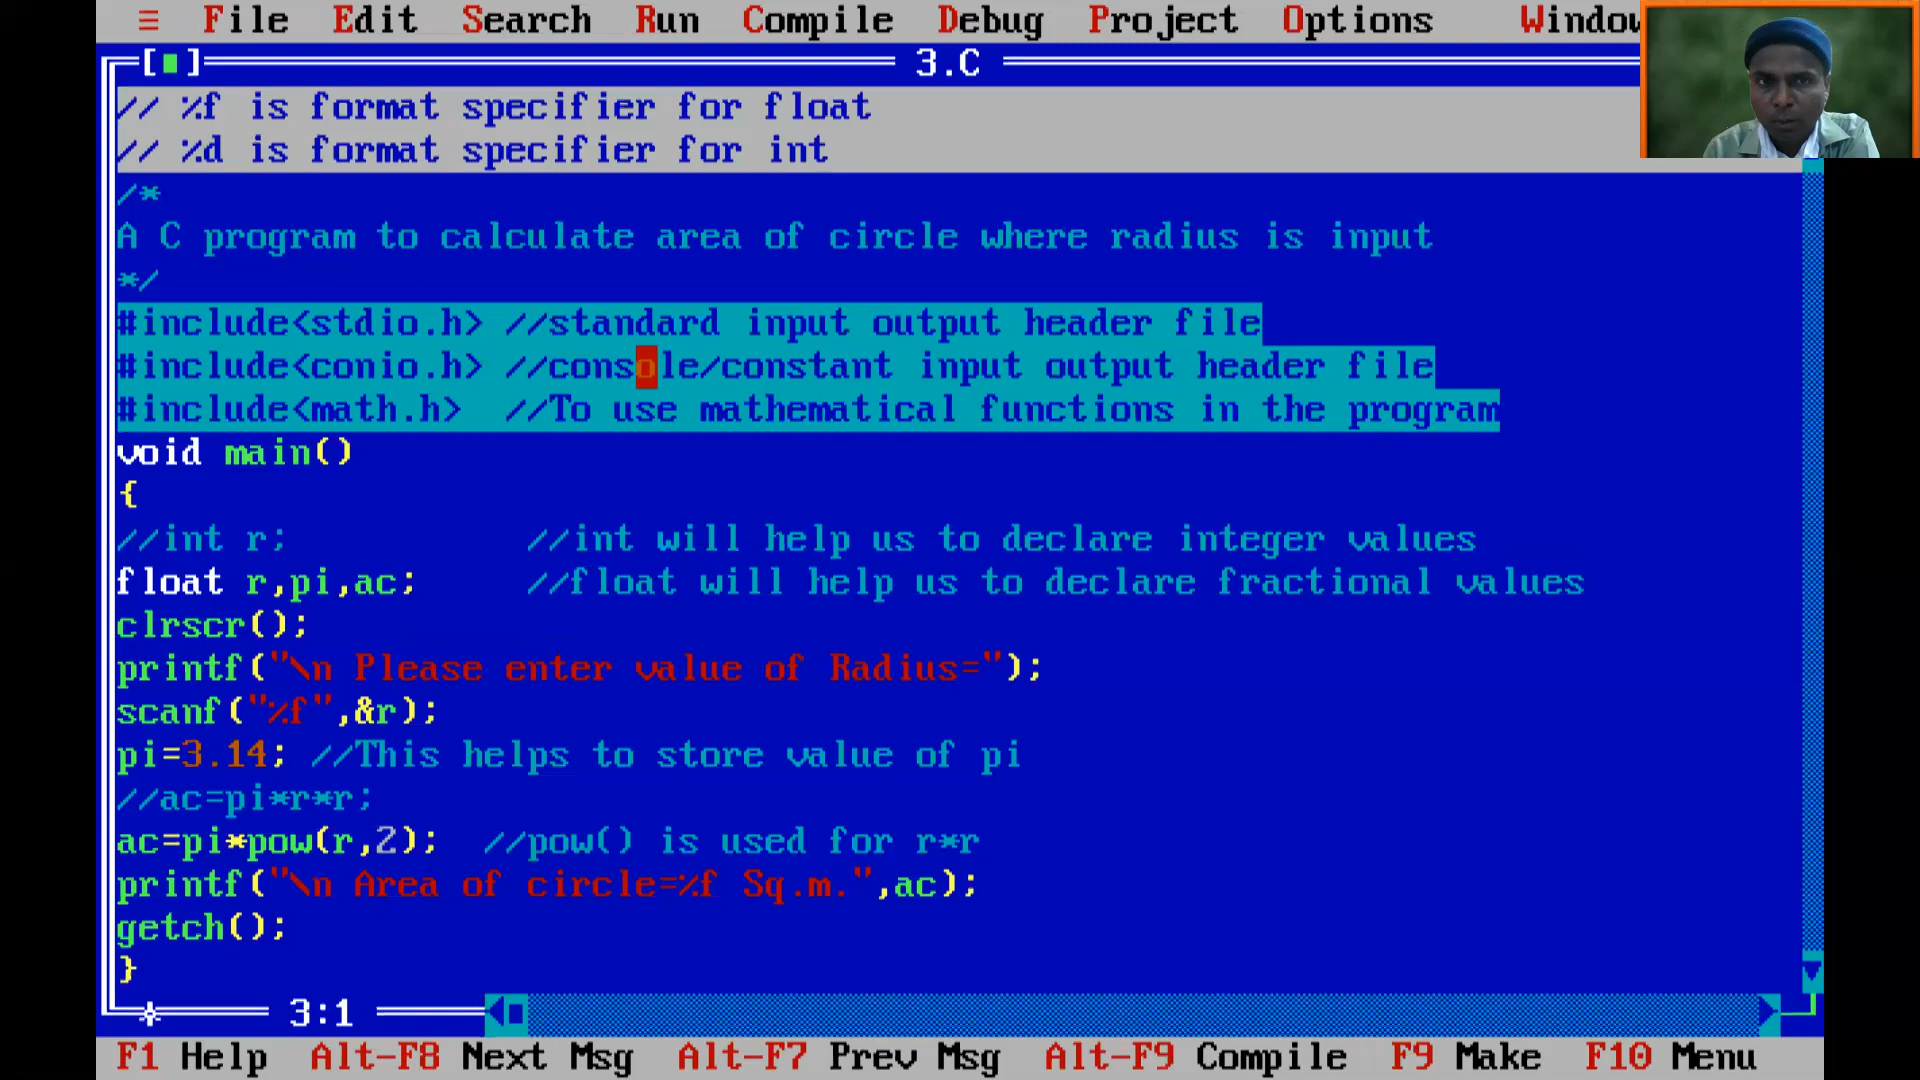 ≡ File Edit Search Run Compile Debug Project Options Window
[■] 3.C
// %f is format specifier for float
// %d is format specifier for int
/*
A C program to calculate area of circle where radius is input
*/
#include<stdio.h> //standard input output header file
#include<conio.h> //console/constant input output header file
#include<math.h>  //To use mathematical functions in the program
void main()
{
//int r;           //int will help us to declare integer values
float r,pi,ac;     //float will help us to declare fractional values
clrscr();
printf("\n Please enter value of Radius=");
scanf("%f",&r);
pi=3.14; //This helps to store value of pi
//ac=pi*r*r;
ac=pi*pow(r,2);  //pow() is used for r*r
printf("\n Area of circle=%f Sq.m.",ac);
getch();
}
3:1
F1 Help Alt-F8 Next Msg Alt-F7 Prev Msg Alt-F9 Compile F9 Make F10 Menu